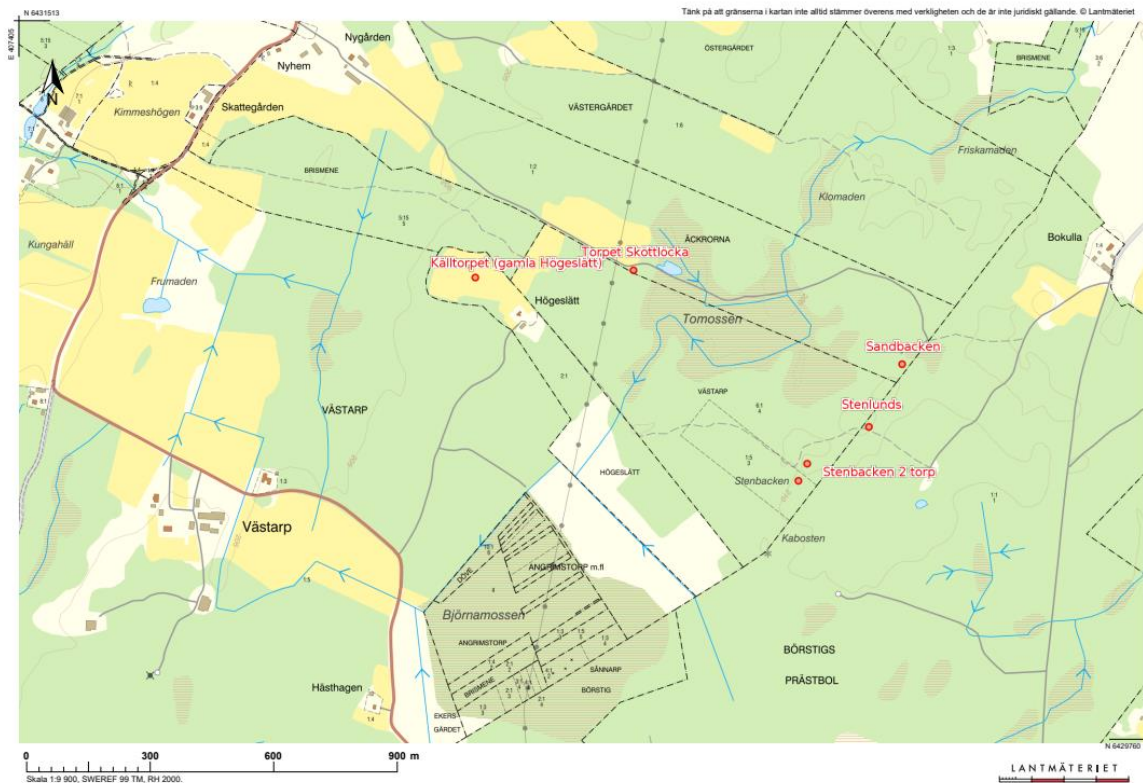 N 6431513
Tänk på att gränserna i kartan inte alltid stämmer överens med verkligheten och de är inte juridiskt gällande. © Lantmäteriet
E 407405
N
Nygården
Nyhem
Skattegården
Kimmeshögen
ÖSTERGÄRDET
BRISMENE
VÄSTERGÄRDET
Friskamaden
BRISMENE
Klomaden
Kungahäll
Frumaden
ÄCKRORNA
Bokulla
Torpet Skottlöcka
Källtorpet (gamla Högeslätt)
Högeslätt
Tomossen
Sandbacken
VÄSTARP
VÄSTARP
Stenlunds
HÖGESLÄTT
Stenbacken 2 torp
Stenbacken
Västarp
Kabosten
DÖVE
ANGRIMSTORP m.fl
Björnamossen
ANGRIMSTORP
BRISMENE
SÄNNARP
BÖRSTIG
BÖRSTIGS
PRÄSTBOL
Hästhagen
EKERS
GÄRDET
N 6429760
0 300 600 900 m
Skala 1:9 900, SWEREF 99 TM, RH 2000.
LANTMÄTERIET